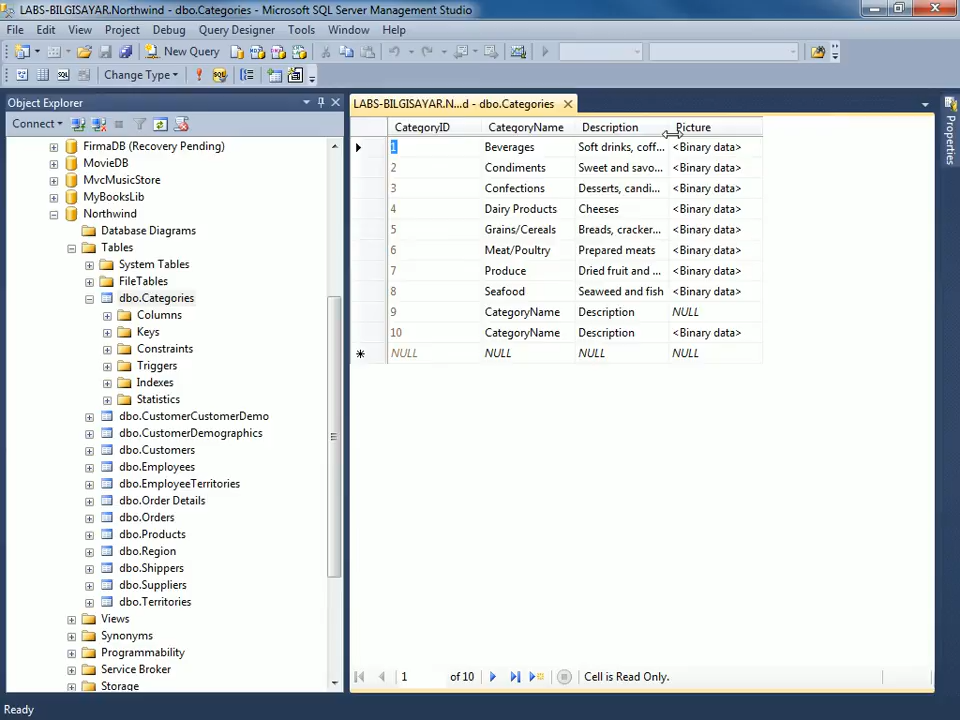 LABS-BILGISAYAR.Northwind - dbo.Categories - Microsoft SQL Server Management Studio
File Edit View Project Debug Query Designer Tools Window Help
New Query
Change Type
Object Explorer
Connect
FirmaDB (Recovery Pending)
MovieDB
MvcMusicStore
MyBooksLib
Northwind
Database Diagrams
Tables
System Tables
FileTables
dbo.Categories
Columns
Keys
Constraints
Triggers
Indexes
Statistics
dbo.CustomerCustomerDemo
dbo.CustomerDemographics
dbo.Customers
dbo.Employees
dbo.EmployeeTerritories
dbo.Order Details
dbo.Orders
dbo.Products
dbo.Region
dbo.Shippers
dbo.Suppliers
dbo.Territories
Views
Synonyms
Programmability
Service Broker
Storage
LABS-BILGISAYAR.N...d - dbo.Categories
CategoryID CategoryName Description Picture
1 Beverages Soft drinks, coff... <Binary data>
2 Condiments Sweet and savo... <Binary data>
3 Confections Desserts, candi... <Binary data>
4 Dairy Products Cheeses <Binary data>
5 Grains/Cereals Breads, cracker... <Binary data>
6 Meat/Poultry Prepared meats <Binary data>
7 Produce Dried fruit and ... <Binary data>
8 Seafood Seaweed and fish <Binary data>
9 CategoryName Description NULL
10 CategoryName Description <Binary data>
NULL NULL NULL NULL
1 of 10 Cell is Read Only.
Properties
Ready